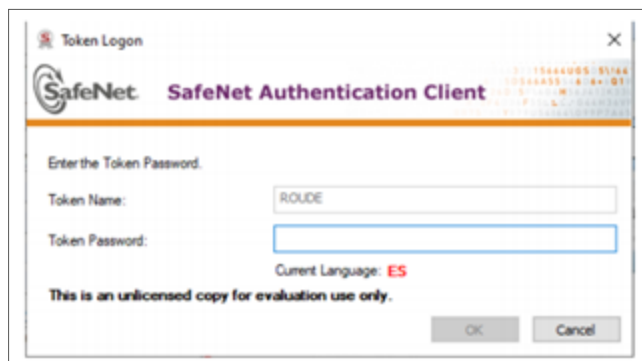 Token Logon
SafeNet. SafeNet Authentication Client
Enter the Token Password.
Token Name: ROUDE
Token Password:
Current Language: ES
This is an unlicensed copy for evaluation use only.
OK Cancel